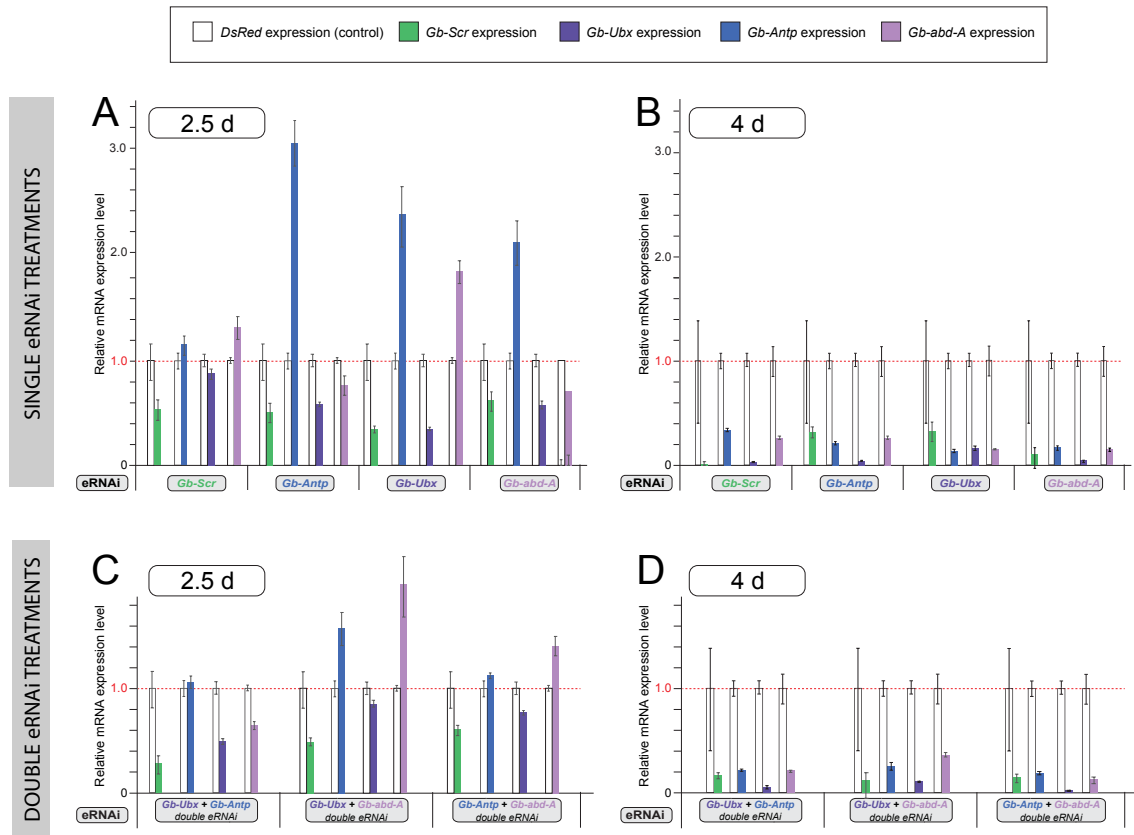 DsRed expression (control) Gb-Scr expression Gb-Ubx expression Gb-Antp expression Gb-abd-A expression
SINGLE eRNAi TREATMENTS
A
2.5 d
Relative mRNA expression level
3.0
2.0
1.0
0
eRNAi Gb-Scr Gb-Antp Gb-Ubx Gb-abd-A
B
4 d
Relative mRNA expression level
3.0
2.0
1.0
0
eRNAi Gb-Scr Gb-Antp Gb-Ubx Gb-abd-A
DOUBLE eRNAi TREATMENTS
C
2.5 d
Relative mRNA expression level
1.0
0
eRNAi
Gb-Ubx + Gb-Antp
double eRNAi
Gb-Ubx + Gb-abd-A
double eRNAi
Gb-Antp + Gb-abd-A
double eRNAi
D
4 d
Relative mRNA expression level
1.0
0
eRNAi
Gb-Ubx + Gb-Antp
double eRNAi
Gb-Ubx + Gb-abd-A
double eRNAi
Gb-Antp + Gb-abd-A
double eRNAi